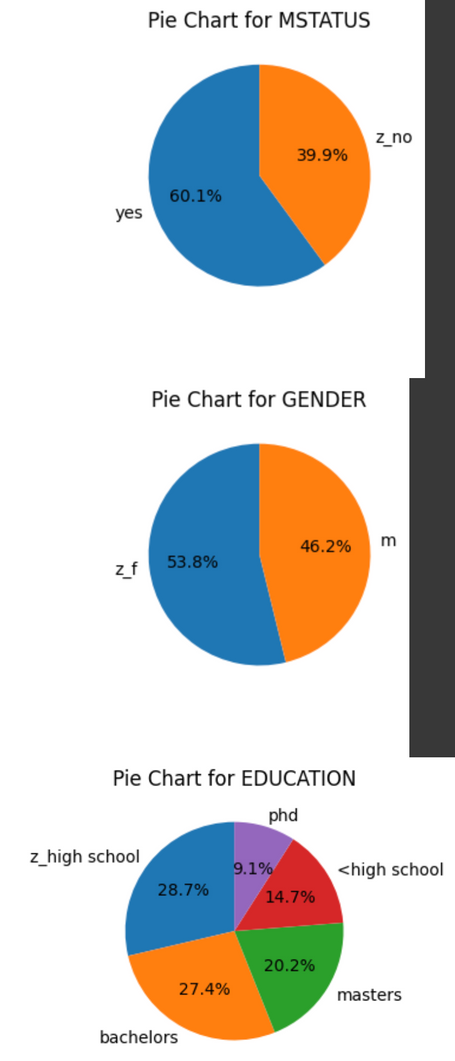 Pie Chart for MSTATUS
z_no
39.9%
60.1%
yes
Pie Chart for GENDER
m
46.2%
53.8%
z_f
Pie Chart for EDUCATION
phd
z_high school
9.1%
<high school
28.7%
14.7%
20.2%
27.4%
masters
bachelors